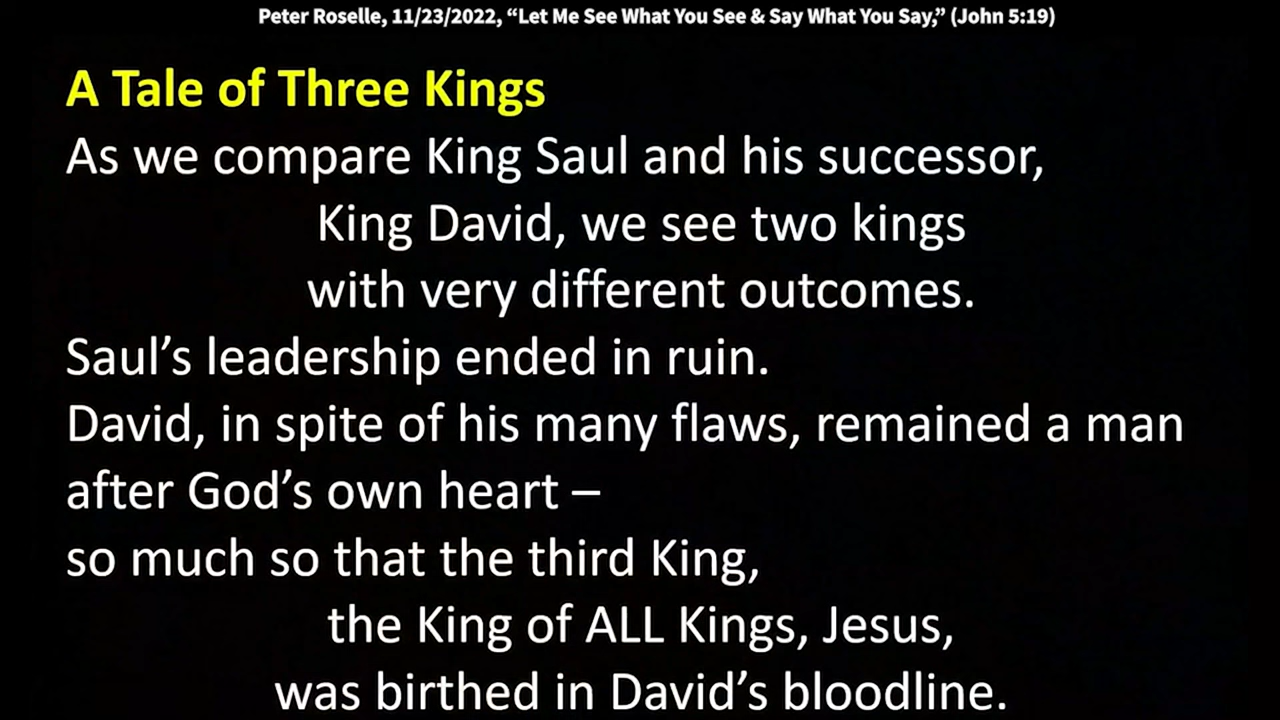 Peter Roselle, 11/23/2022, “Let Me See What You See & Say What You Say,” (John 5:19)
A Tale of Three Kings
As we compare King Saul and his successor,
King David, we see two kings
with very different outcomes.
Saul’s leadership ended in ruin.
David, in spite of his many flaws, remained a man
after God’s own heart –
so much so that the third King,
the King of ALL Kings, Jesus,
was birthed in David’s bloodline.